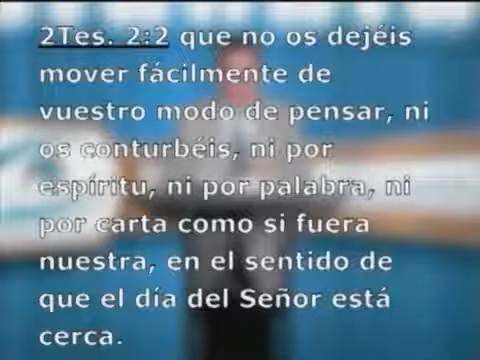 2Tes. 2:2 que no os dejéis
mover fácilmente de
vuestro modo de pensar, ni
os conturbéis, ni por
espíritu, ni por palabra, ni
por carta como si fuera
nuestra, en el sentido de
que el día del Señor está
cerca.